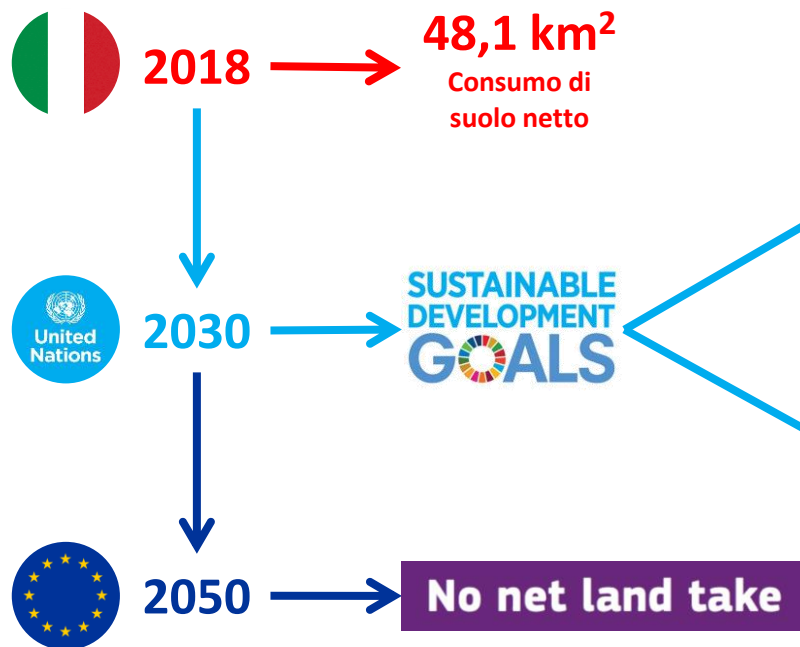 2018
48,1 km²
Consumo di
suolo netto
United
Nations
2030
SUSTAINABLE
DEVELOPMENT
GOALS
2050
No net land take